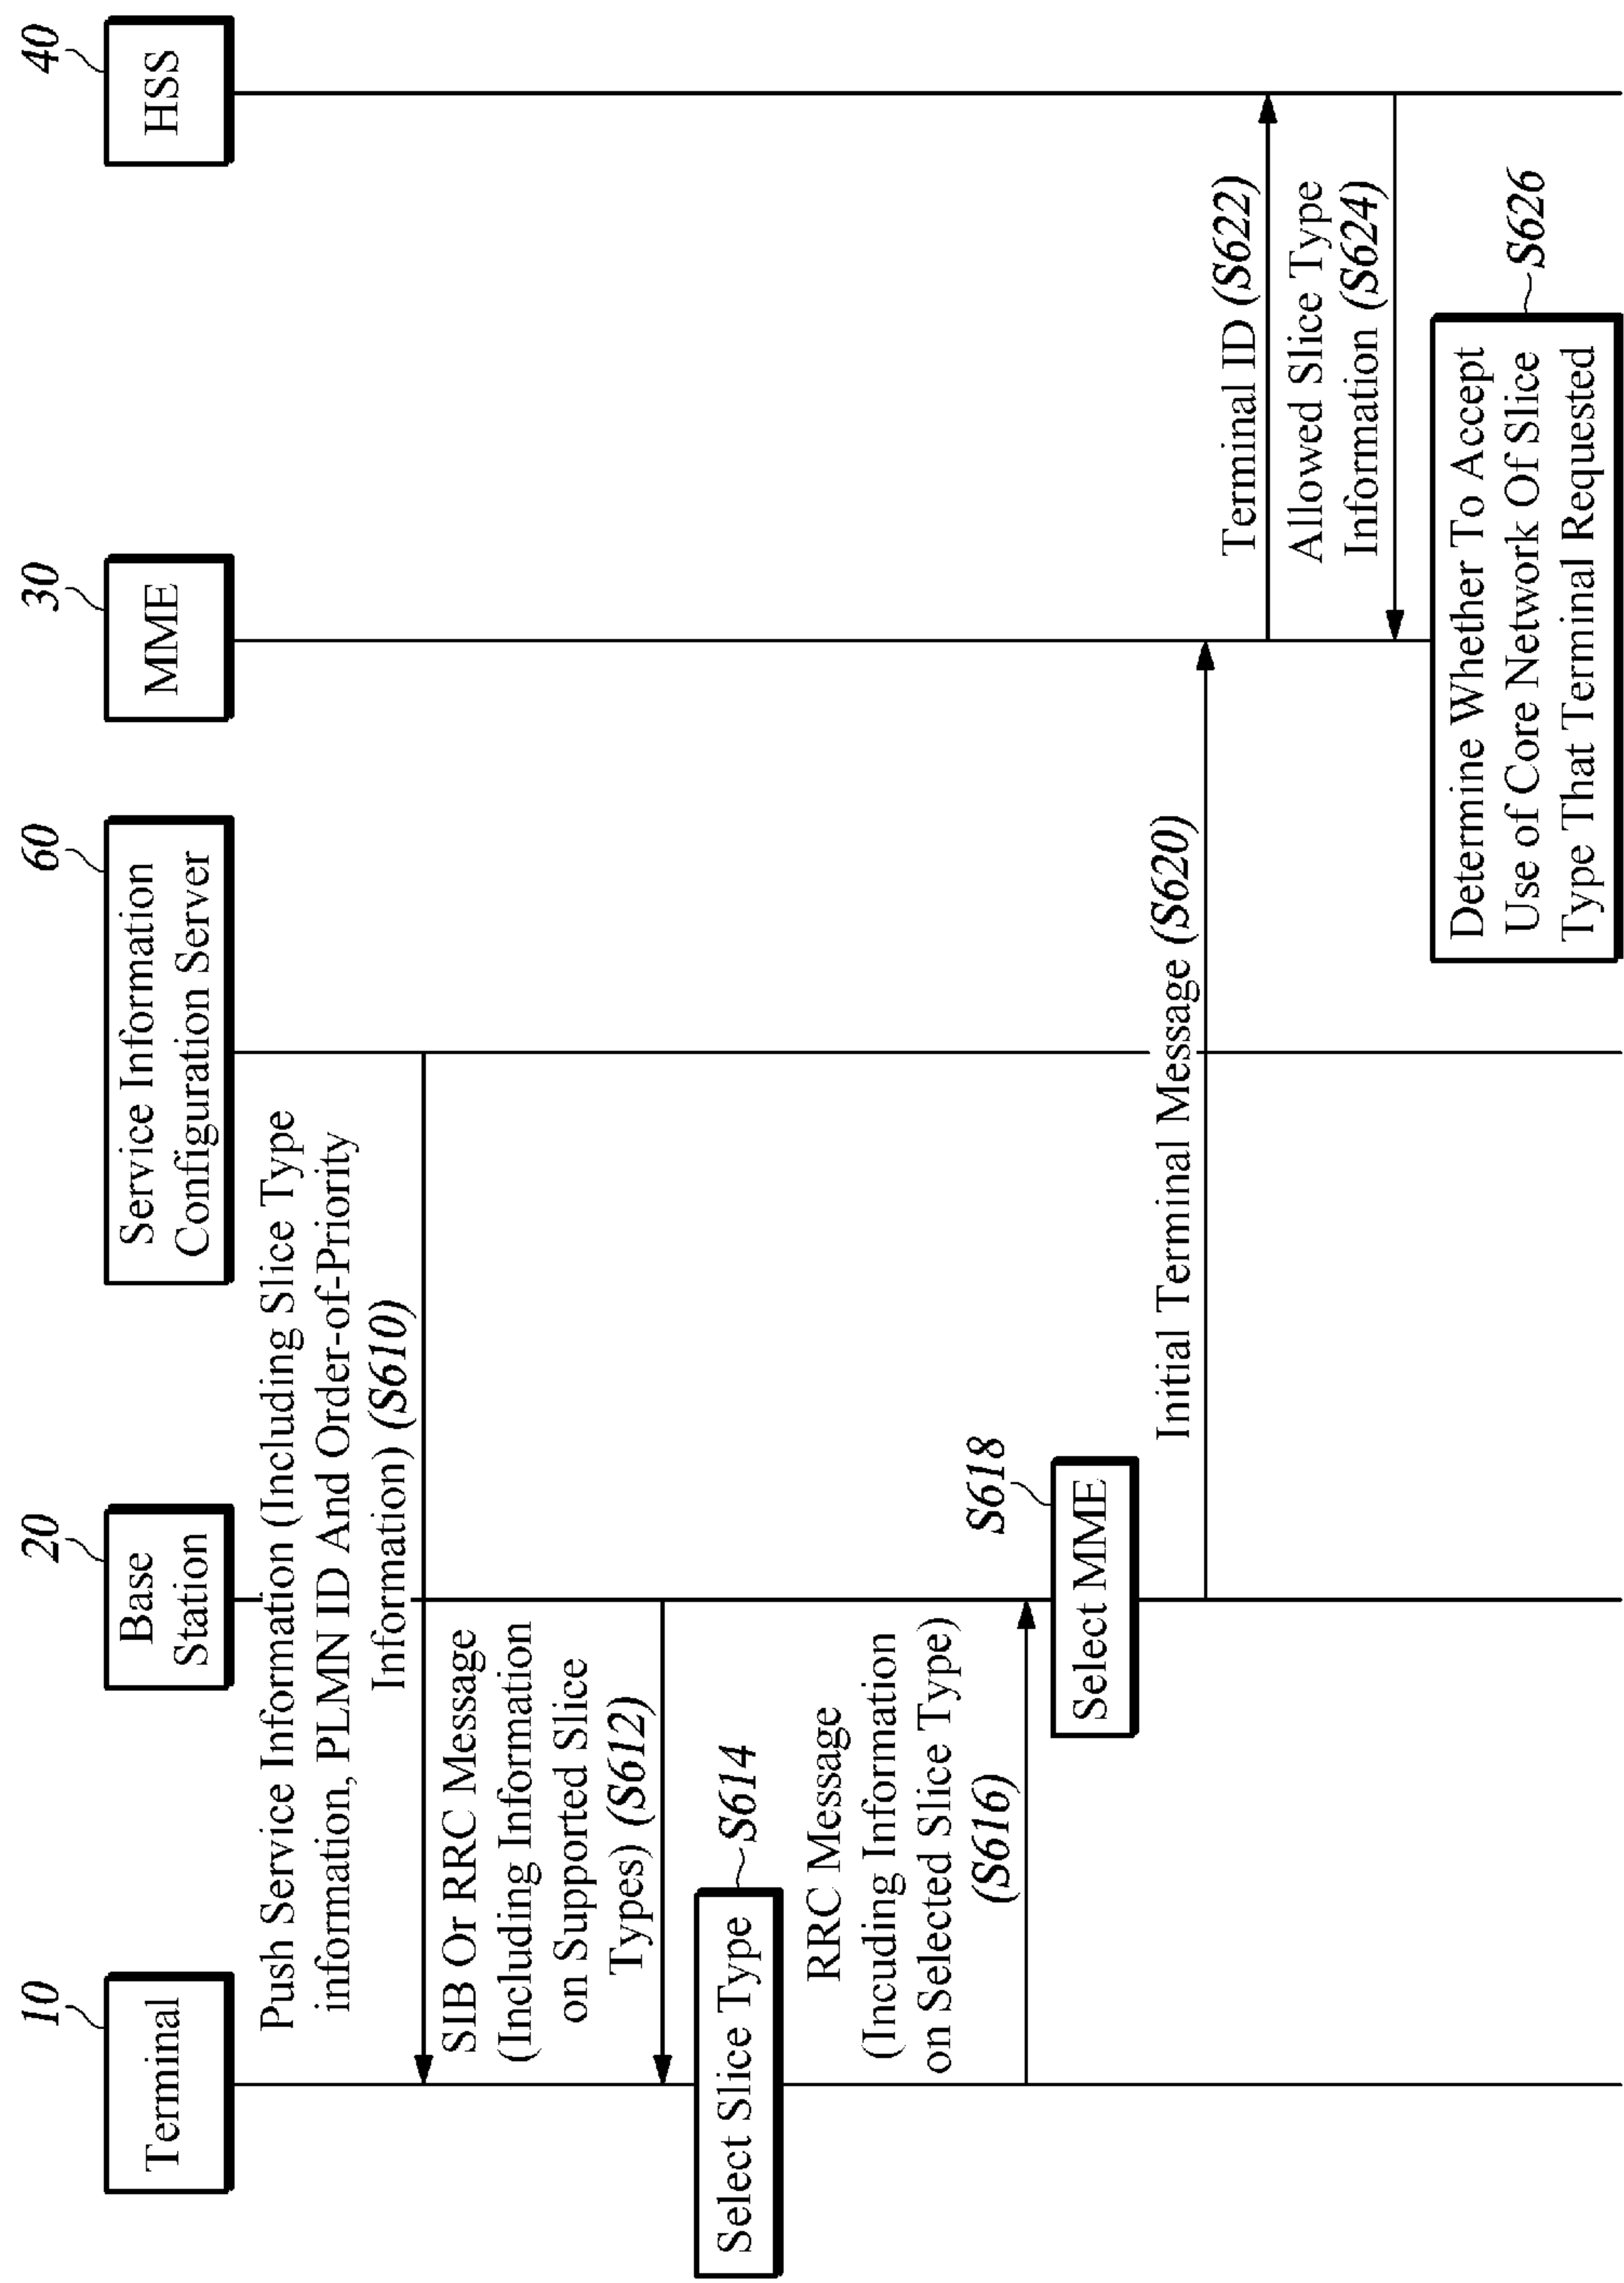 10
Terminal
20
Base
Station
60
Service Information
Configuration Server
30
MME
40
HSS
Push Service Information (Including Slice Type
information, PLMN ID And Order-of-Priority
Information) (S610)
SIB Or RRC Message
(Including Information
on Supported Slice
Types) (S612)
Select Slice Type
S614
RRC Message
(Incuding Information
on Selected Slice Type)
(S616)
S618
Select MME
Initial Terminal Message (S620)
Terminal ID (S622)
Allowed Slice Type
Information (S624)
Determine Whether To Accept
Use of Core Network Of Slice
Type That Terminal Requested
S626